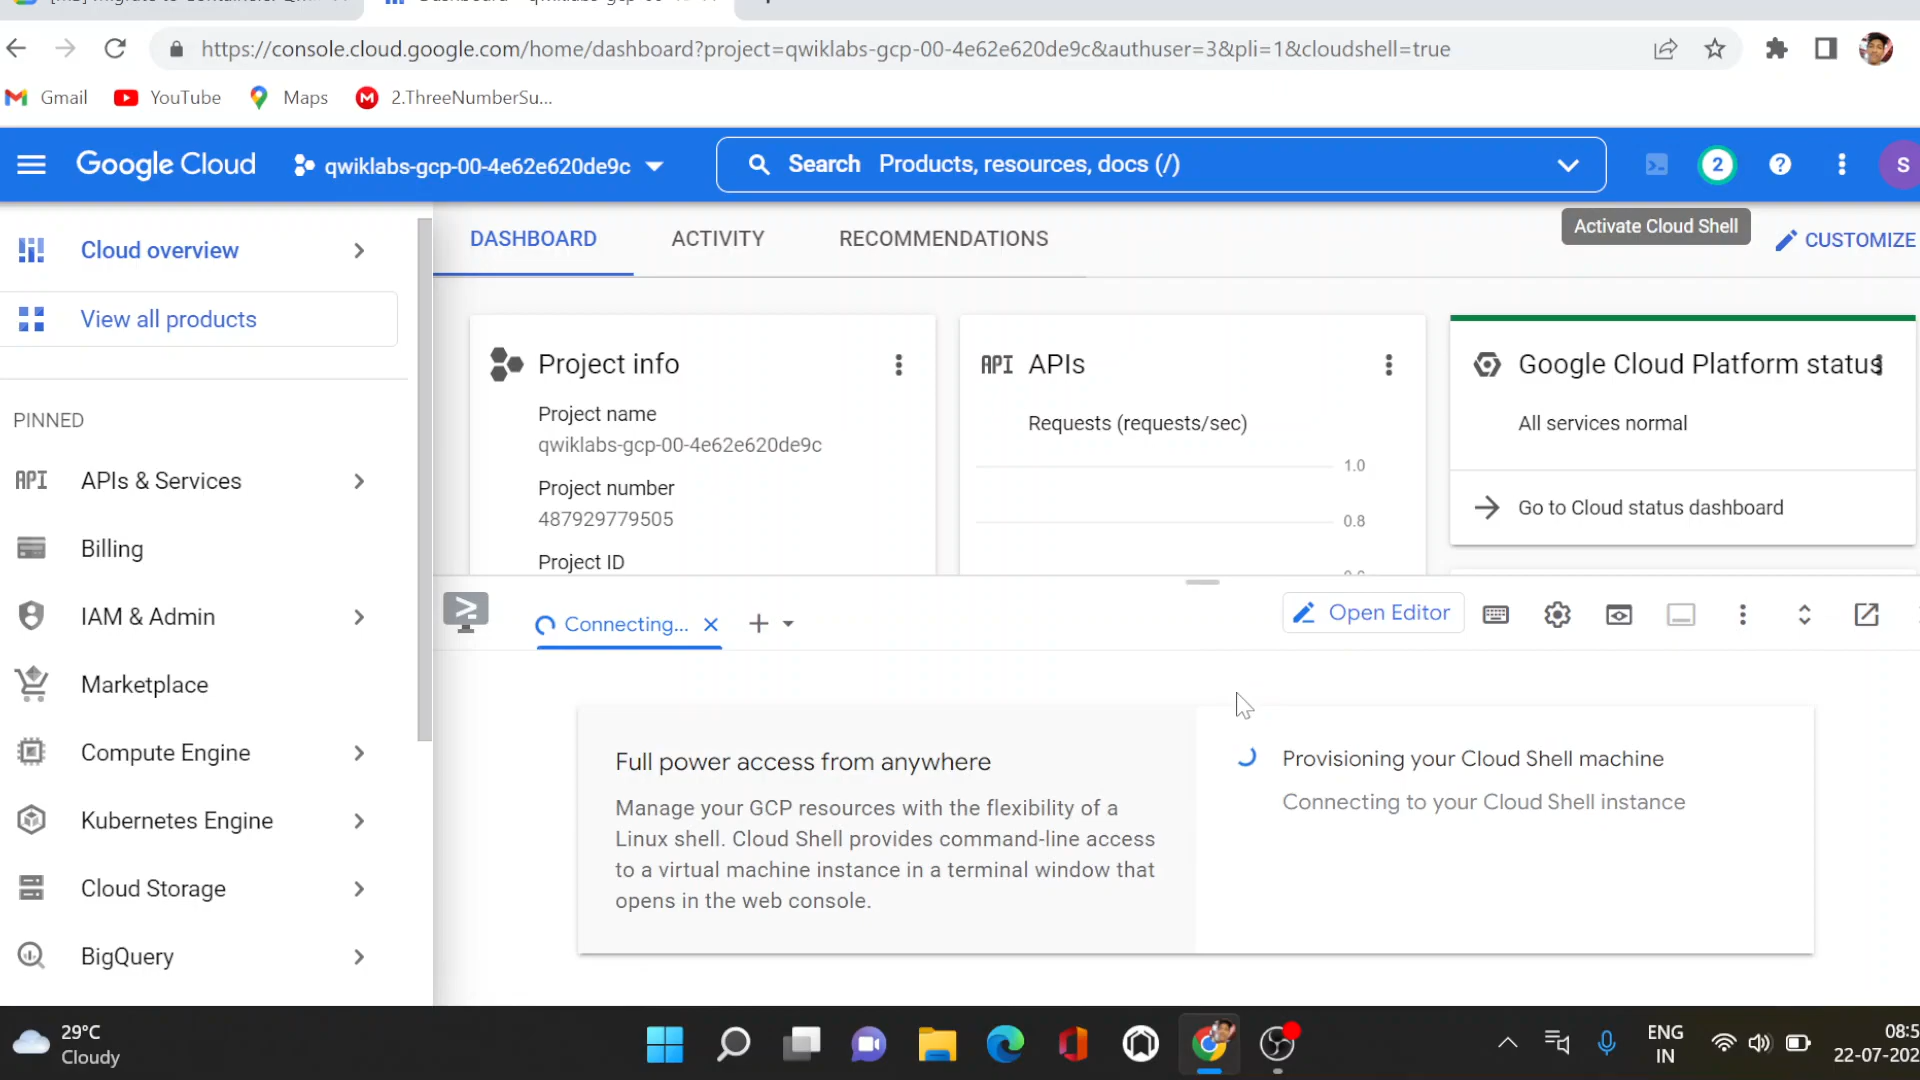 https://console.cloud.google.com/home/dashboard?project=qwiklabs-gcp-00-4e62e620de9c&authuser=3&pli=1&cloudshell=true
Gmail YouTube Maps 2.ThreeNumberSu...
Google Cloud qwiklabs-gcp-00-4e62e620de9c Search Products, resources, docs (/) 2 S
Activate Cloud Shell
Cloud overview
View all products
PINNED
API APIs & Services
Billing
IAM & Admin
Marketplace
Compute Engine
Kubernetes Engine
Cloud Storage
BigQuery
DASHBOARD ACTIVITY RECOMMENDATIONS CUSTOMIZE
Project info
Project name
qwiklabs-gcp-00-4e62e620de9c
Project number
487929779505
Project ID
API APIs
Requests (requests/sec)
1.0
0.8
Google Cloud Platform status
All services normal
Go to Cloud status dashboard
Connecting... Open Editor
Full power access from anywhere
Manage your GCP resources with the flexibility of a
Linux shell. Cloud Shell provides command-line access
to a virtual machine instance in a terminal window that
opens in the web console.
Provisioning your Cloud Shell machine
Connecting to your Cloud Shell instance
29°C
Cloudy
ENG
IN
08:5
22-07-202